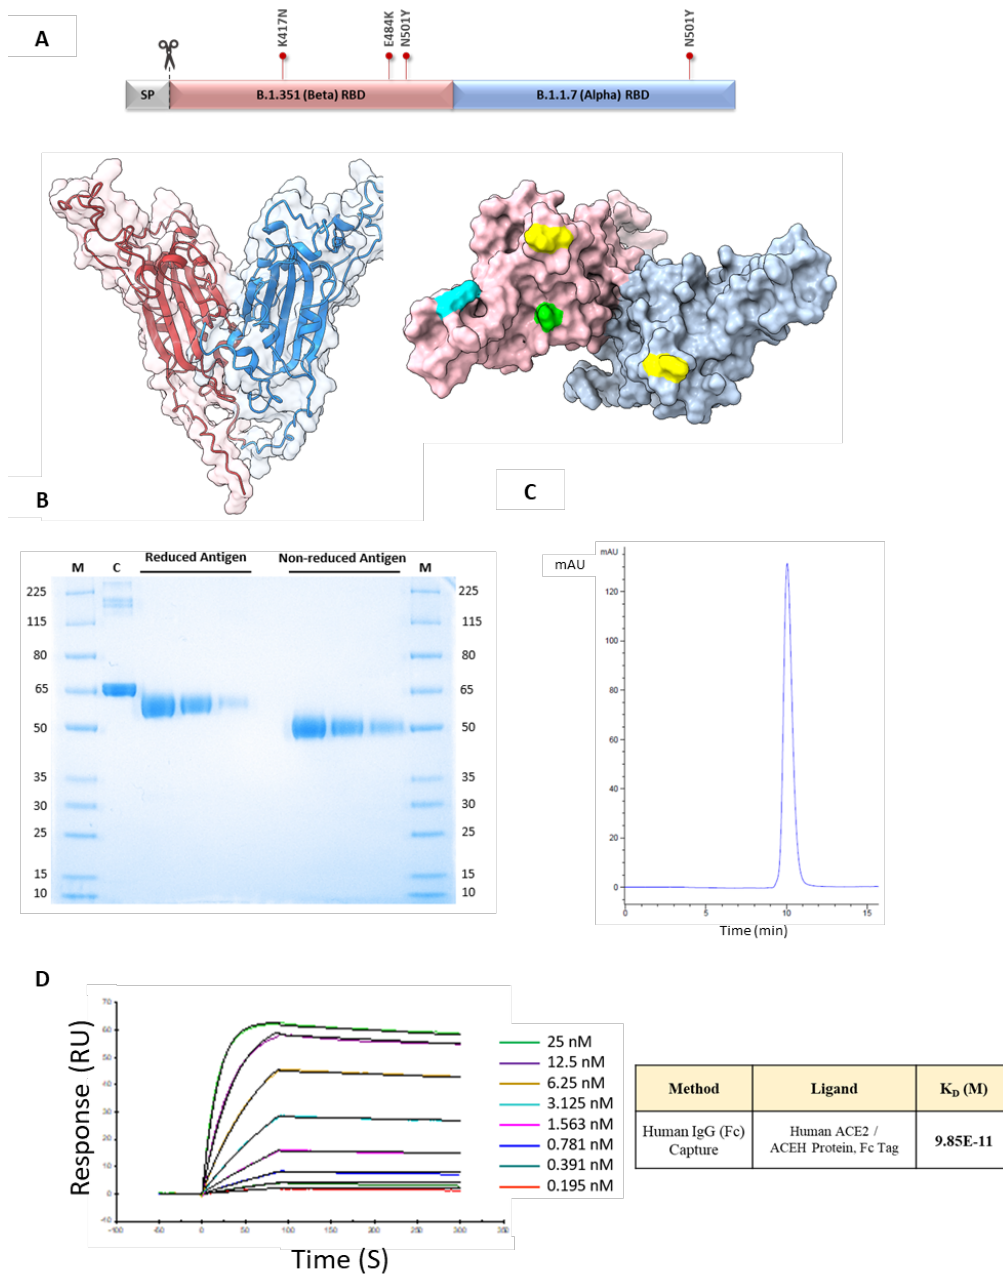 A
K417N
E484K
N501Y
N501Y
SP
B.1.351 (Beta) RBD
B.1.1.7 (Alpha) RBD
B
C
Reduced Antigen
Non-reduced Antigen
M
C
M
225
225
115
115
80
80
65
65
50
50
35
35
30
30
25
25
15
15
10
10
mAU
mAU
120
80
60
40
20
0
0
5
10
15
Time (min)
D
Response (RU)
70
60
50
40
30
20
10
0
-10
-100
-50
0
50
100
150
200
250
300
350
Time (S)
25 nM
12.5 nM
6.25 nM
3.125 nM
1.563 nM
0.781 nM
0.391 nM
0.195 nM
Method Ligand K<sub>D</sub> (M)
Human IgG (Fc)
Capture
Human ACE2 /
ACEH Protein, Fc Tag
9.85E-11